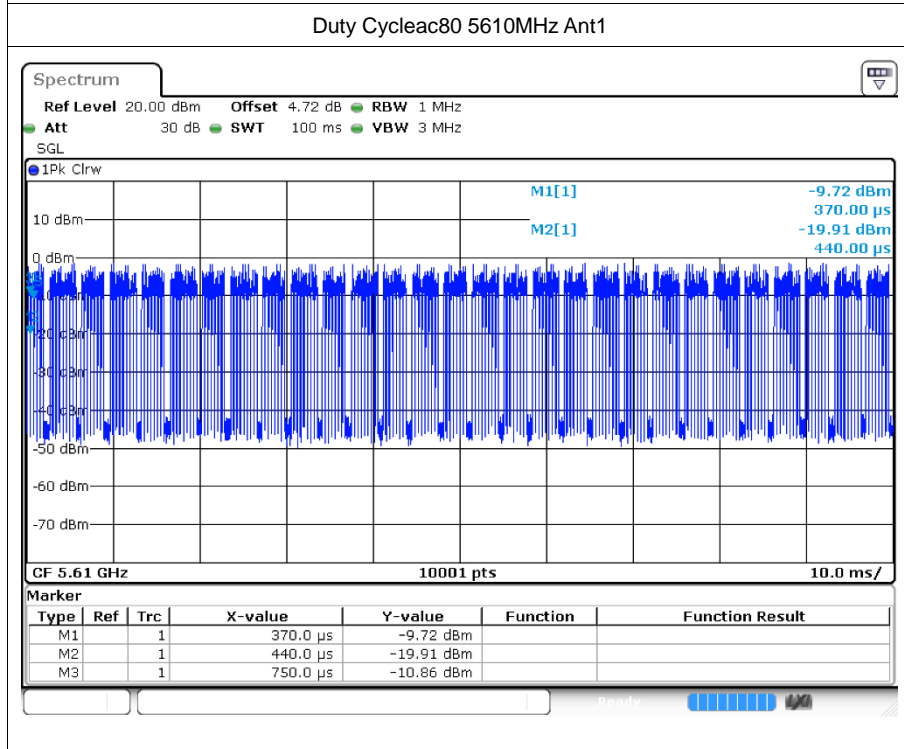 Duty Cycleac80 5610MHz Ant1
Spectrum
Ref Level 20.00 dBm Offset 4.72 dB RBW 1 MHz
Att 30 dB SWT 100 ms VBW 3 MHz
SGL
1Pk Clrw
M1[1] -9.72 dBm
370.00 µs
10 dBm
M2[1] -19.91 dBm
440.00 µs
0 dBm
-50 dBm
-60 dBm
-70 dBm
CF 5.61 GHz 10001 pts 10.0 ms/
Marker
Type Ref Trc X-value Y-value Function Function Result
M1 1 370.0 µs -9.72 dBm
M2 1 440.0 µs -19.91 dBm
M3 1 750.0 µs -10.86 dBm
Ready LXI